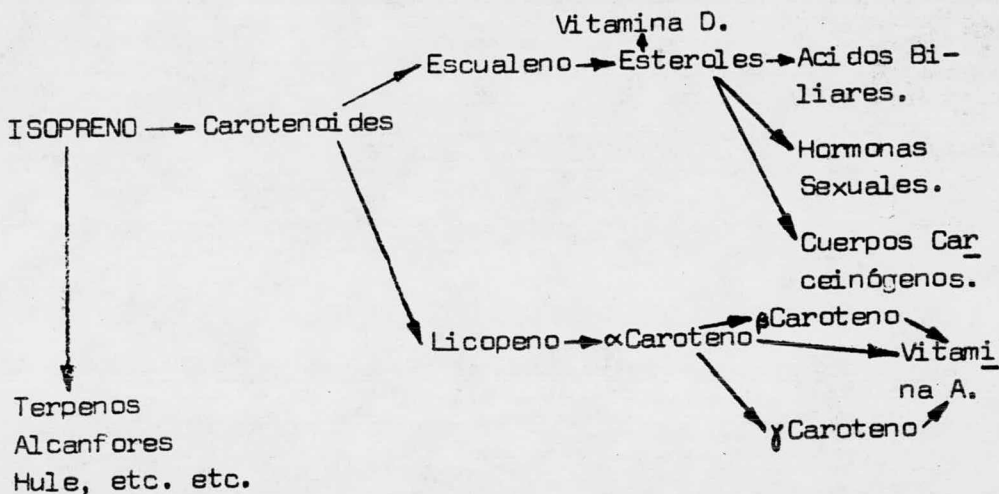 Vitamina D.
Escualeno Esteroles Acidos Bi-
liares.
ISOPRENO Carotenoides
Hormonas
Sexuales.
Cuerpos Car
ceinógenos.
βCaroteno
Licopeno αCaroteno
Vitami
na A.
γCaroteno
Terpenos
Alcanfores
Hule, etc. etc.